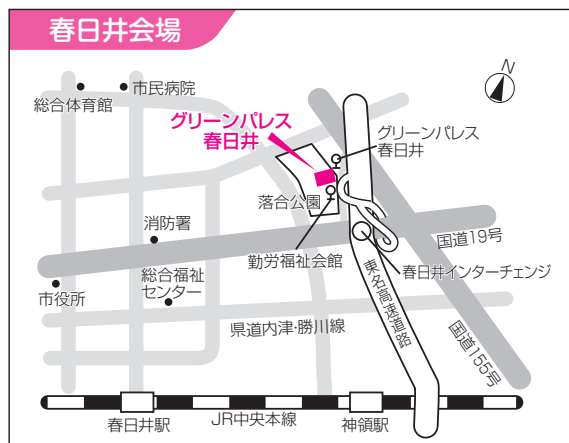 春日井会場
N
市民病院
総合体育館
グリーンパレス
春日井
グリーンパレス
春日井
落合公園
消防署
国道19号
勤労福祉会館
春日井インターチェンジ
総合福祉
センター
市役所
東名高速道路
県道内津・勝川線
国道155号
春日井駅
JR中央本線
神領駅